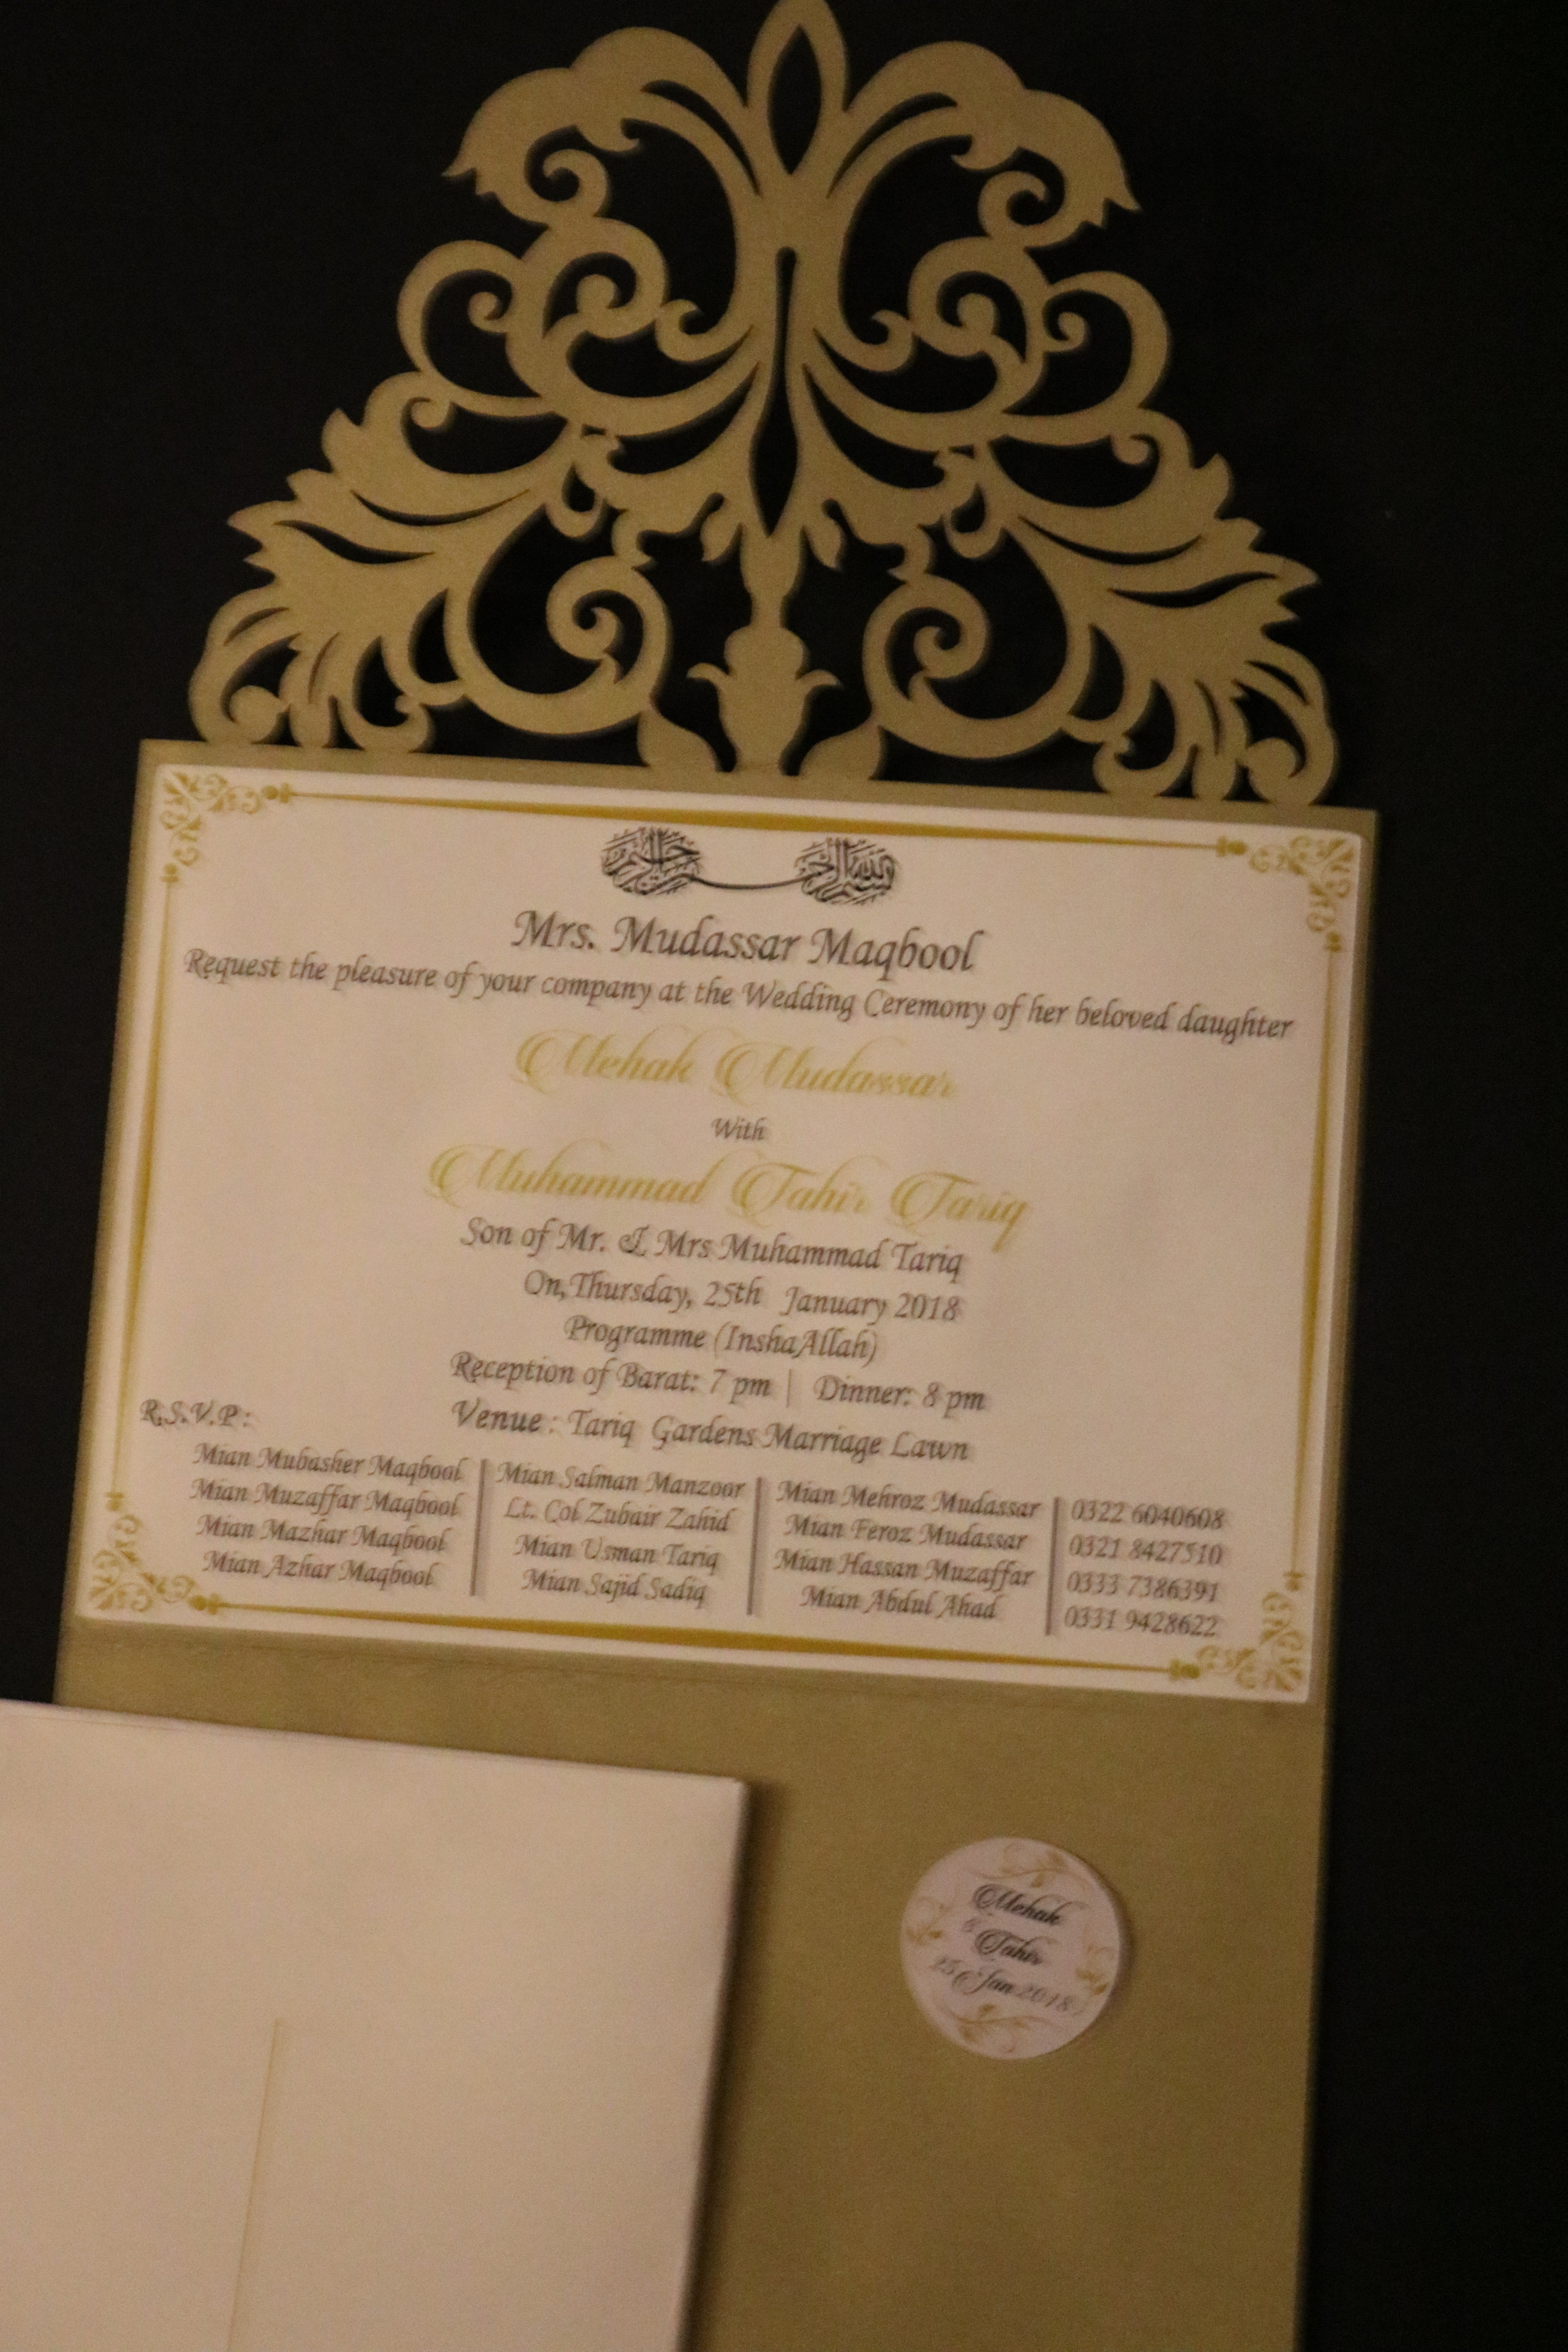 بسم الله الرحمن الرحيم
Mrs. Mudassar Maqbool
Request the pleasure of your company at the Wedding Ceremony of her beloved daughter
Mehak Mudassar
With
Muhammad Tahir Tariq
Son of Mr. & Mrs Muhammad Tariq
On, Thursday, 25th January 2018
Programme (InshaAllah)
Reception of Barat: 7 pm | Dinner: 8 pm
Venue : Tariq Gardens Marriage Lawn
R.S.V.P:
Mian Mubasher Maqbool
Mian Muzaffar Maqbool
Mian Mazhar Maqbool
Mian Azhar Maqbool
Mian Salman Manzoor
Lt. Col Zubair Zahid
Mian Usman Tariq
Mian Sajid Sadiq
Mian Mehroz Mudassar
Mian Feroz Mudassar
Mian Hassan Muzaffar
Mian Abdul Ahad
0322 6040608
0321 8427510
0333 7386391
0331 9428622
Mehak
&
Tahir
25 Jan 2018